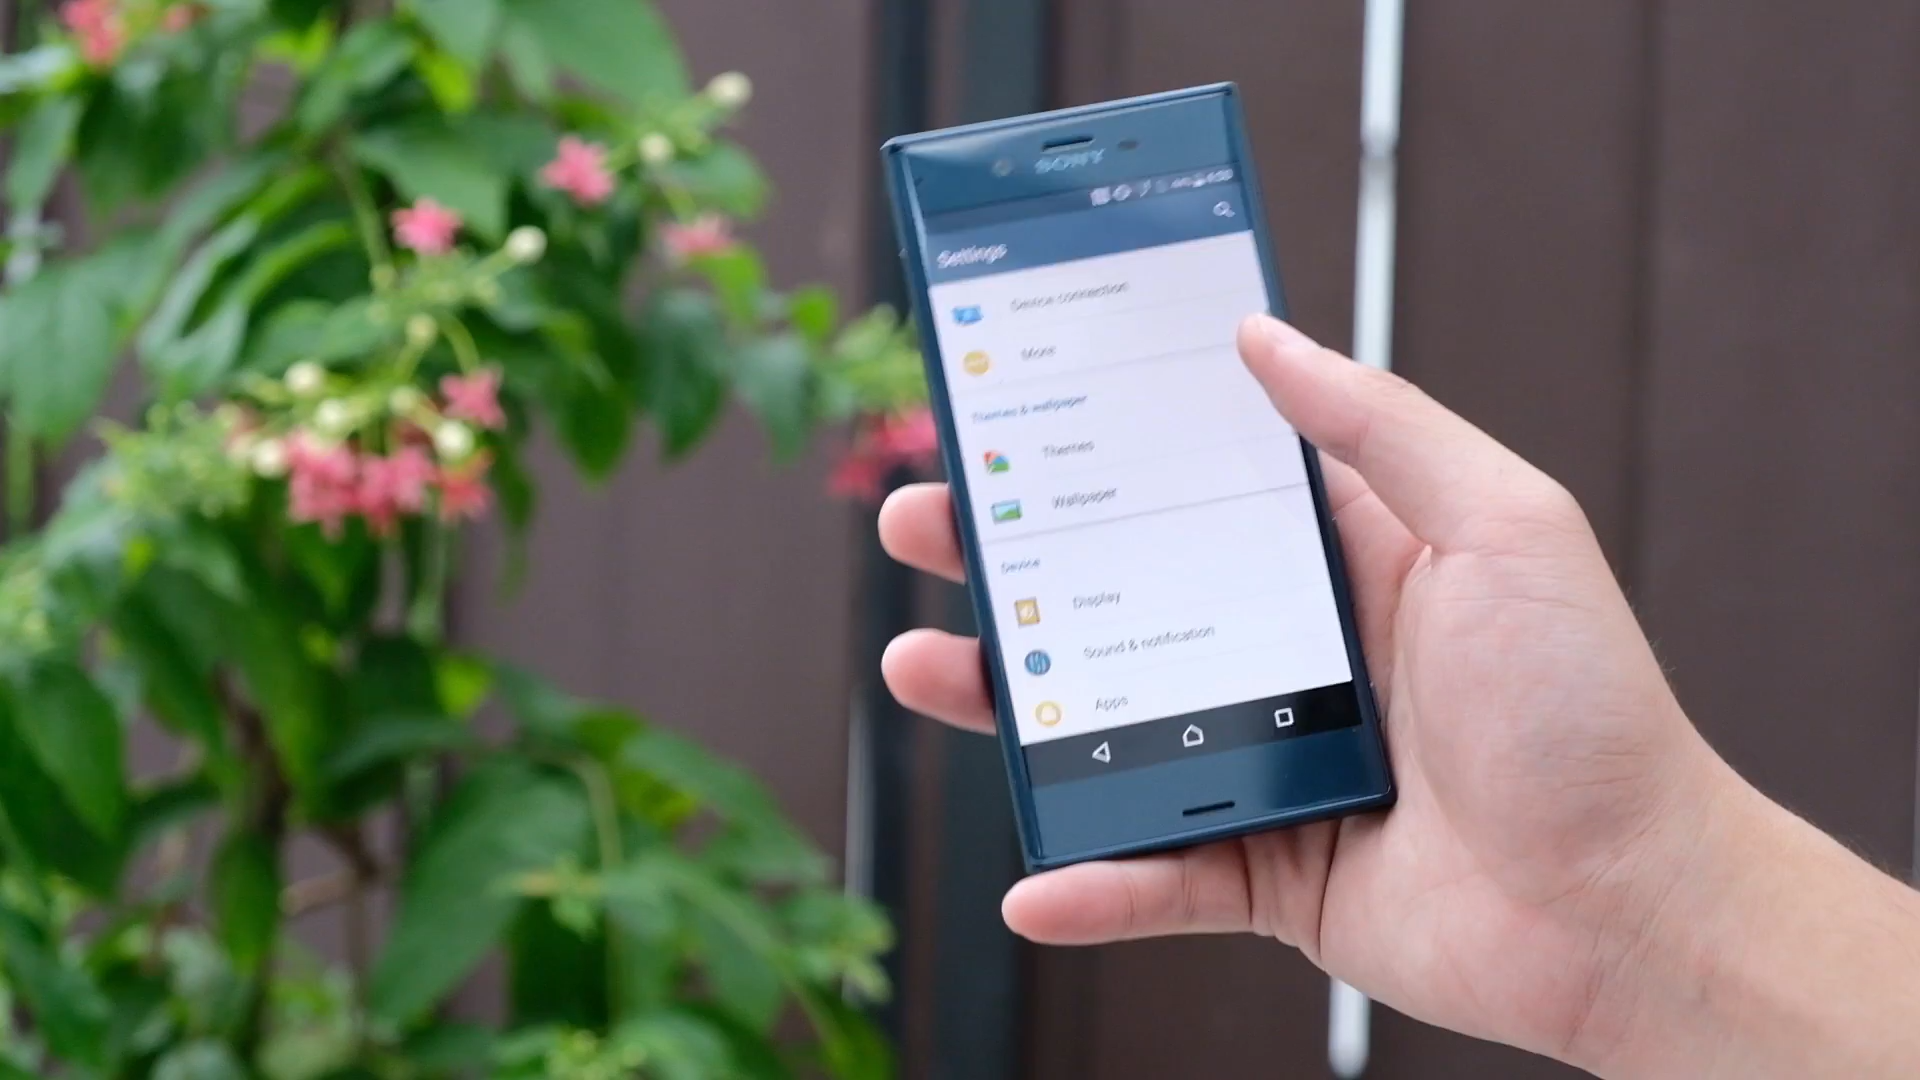 SONY
Settings
Device connection
More
Themes & wallpaper
Themes
Wallpaper
Device
Display
Sound & notification
Apps